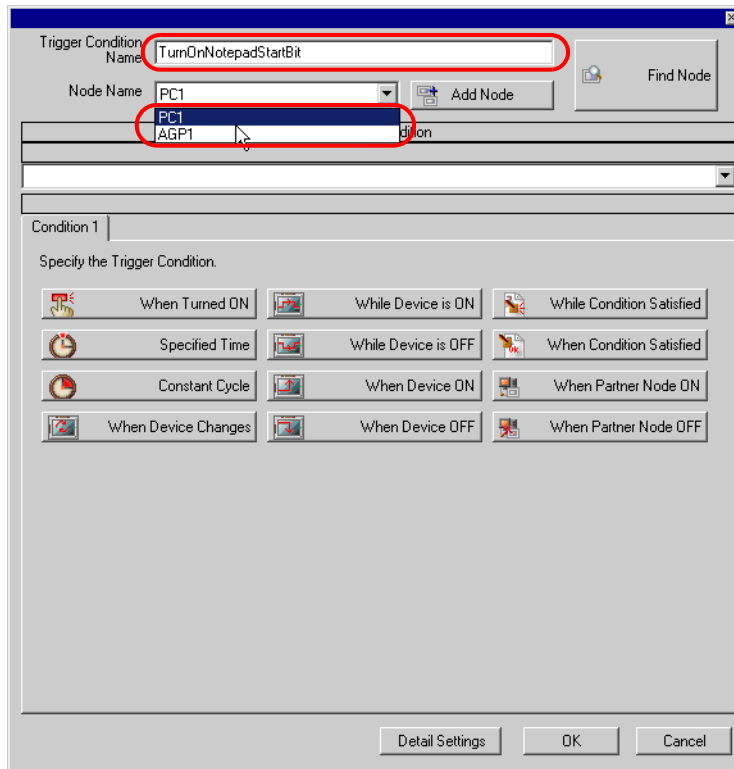 Trigger Condition
Name
TurnOnNotepadStartBit
Find Node
Node Name
PC1
Add Node
PC1
AGP1
dition
Condition 1
Specify the Trigger Condition.
When Turned ON
While Device is ON
While Condition Satisfied
Specified Time
While Device is OFF
When Condition Satisfied
Constant Cycle
When Device ON
When Partner Node ON
When Device Changes
When Device OFF
When Partner Node OFF
Detail Settings
OK
Cancel